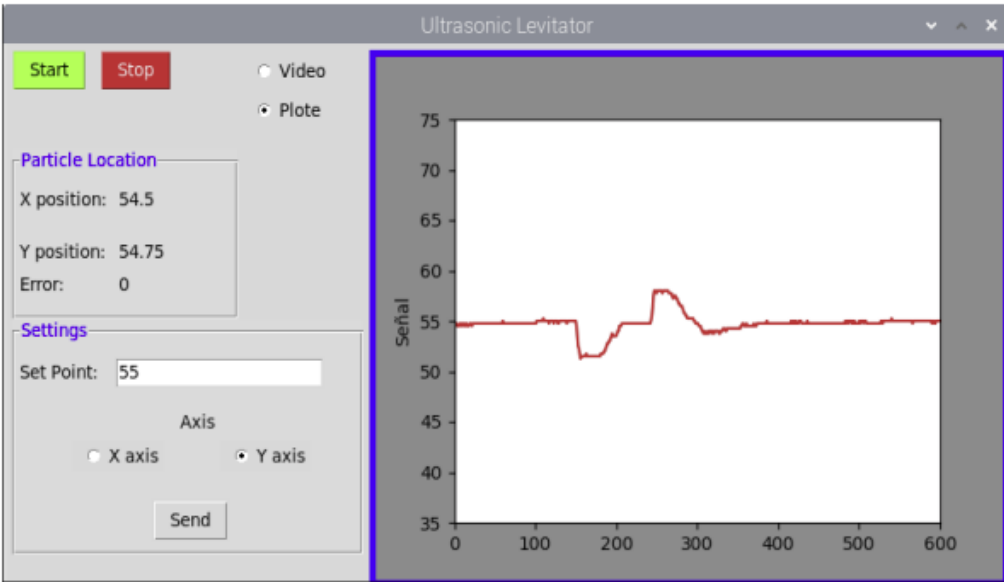 Ultrasonic Levitator
Start Stop
Video
Plote
Particle Location
X position: 54.5
Y position: 54.75
Error: 0
Settings
Set Point: 55
Axis
X axis Y axis
Send
75
70
65
60
55
50
45
40
35
Señal
0 100 200 300 400 500 600